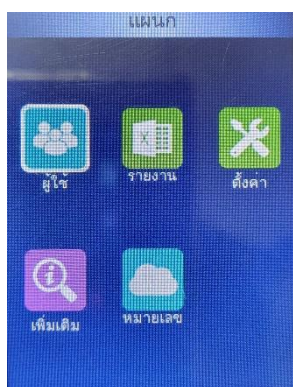 แผนก
ผู้ใช้
รายงาน
ตั้งค่า
เพิ่มเติม
หมายเลข